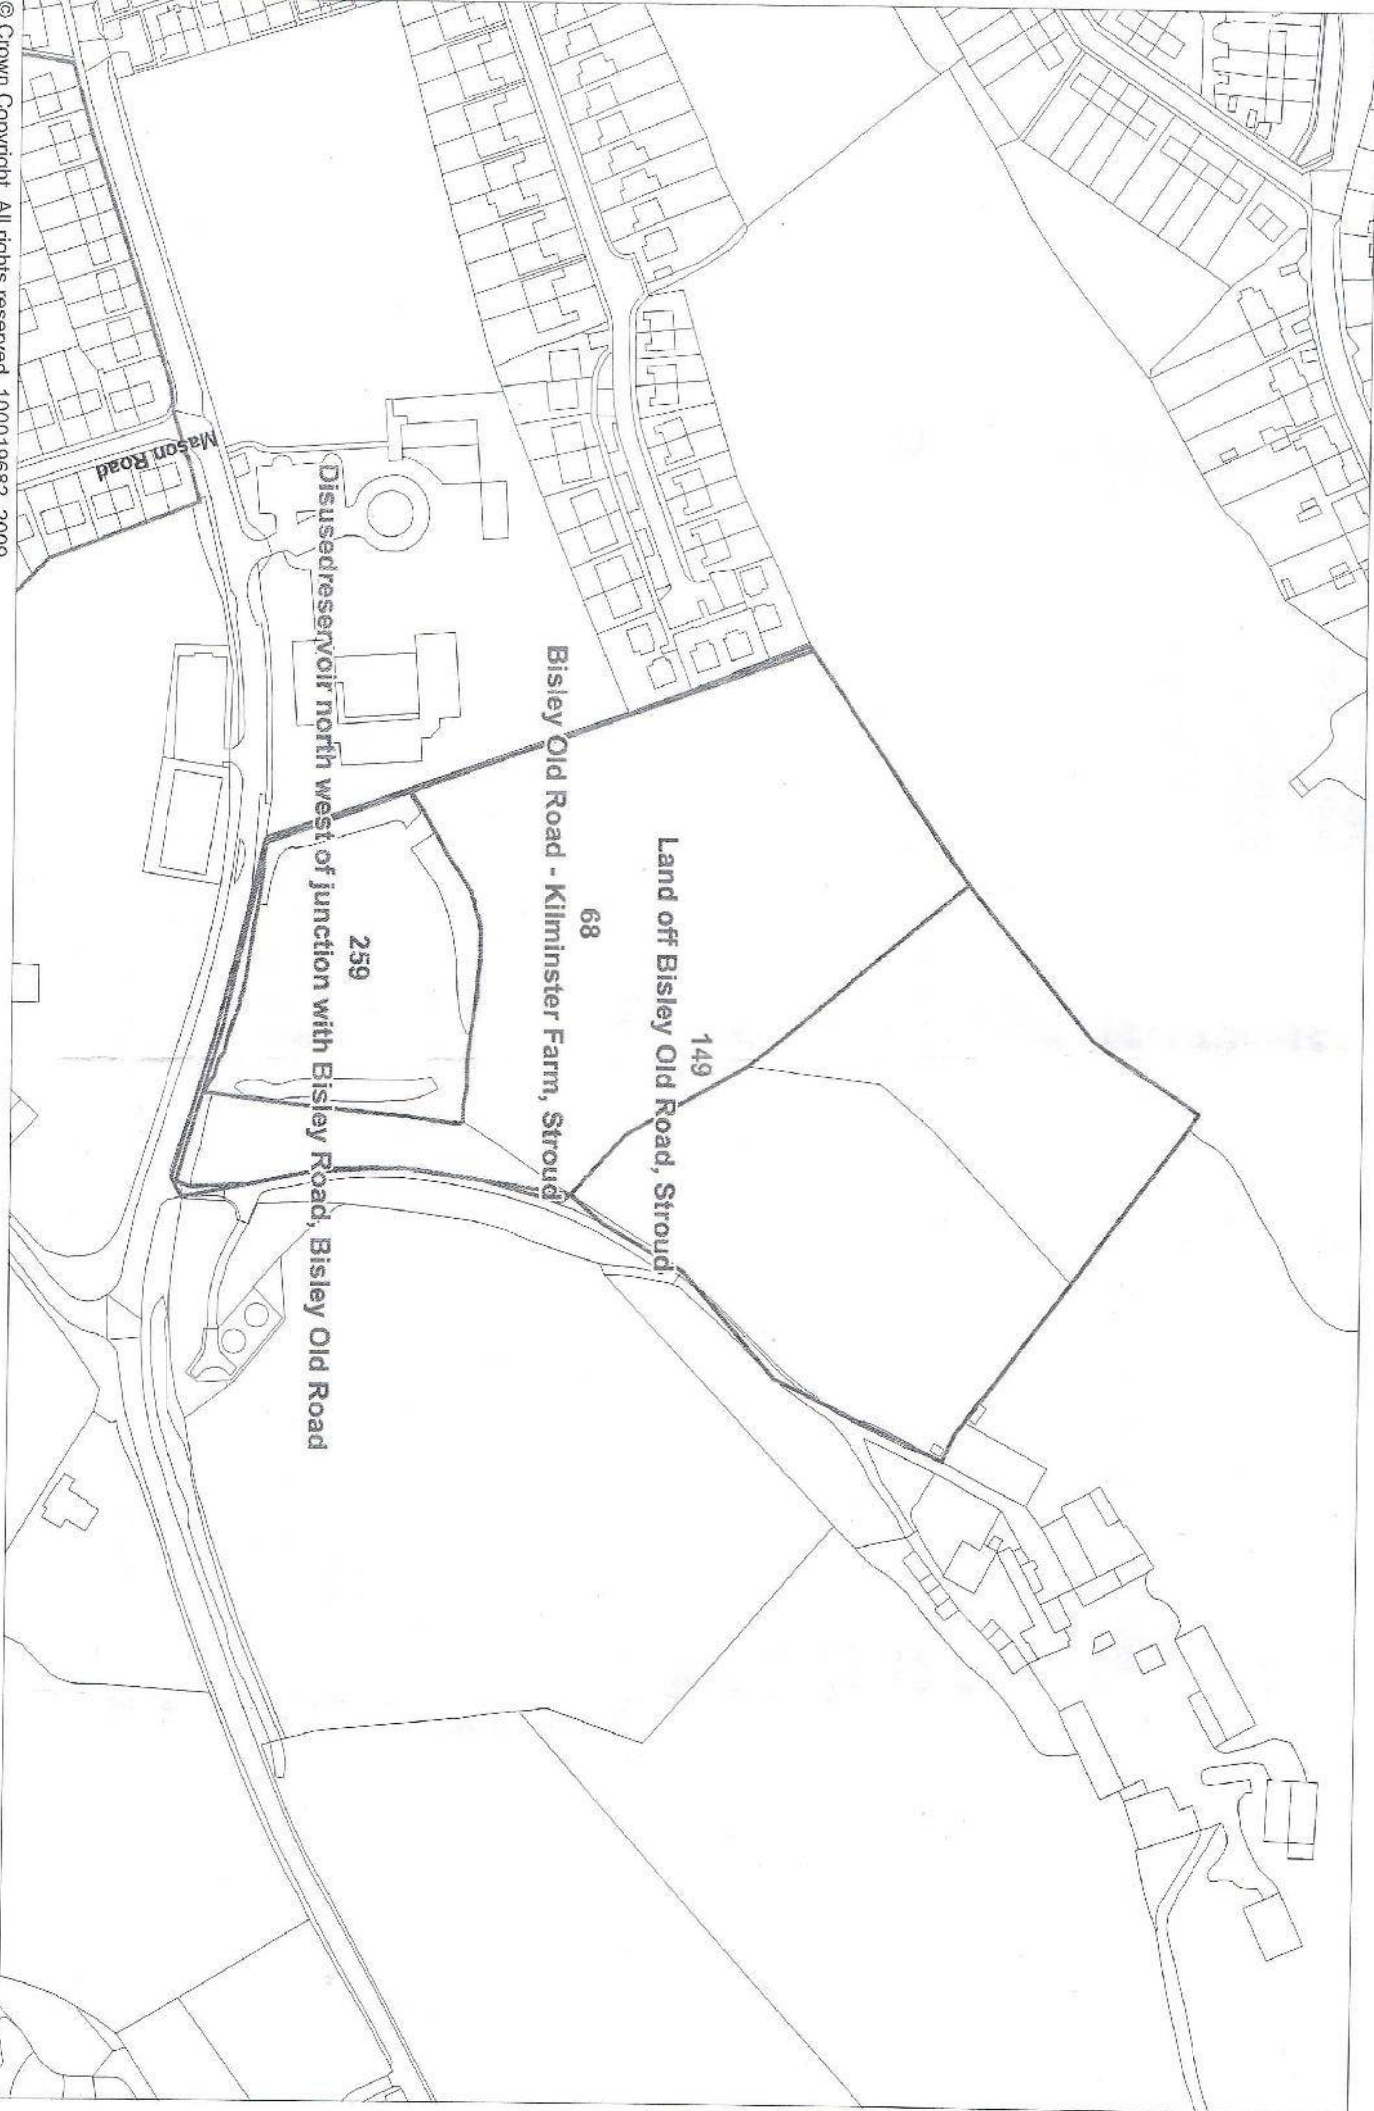 149
Land off Bisley Old Road, Stroud
68
Bisley Old Road - Kilminster Farm, Stroud
259
Disusedreservoir north west of junction with Bisley Road, Bisley Old Road
Mason Road
© Crown Copyright. All rights reserved. 100019682. 2009